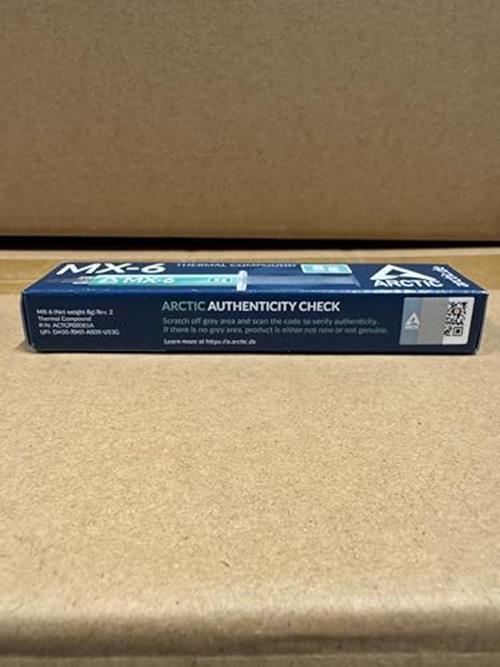 MX-6 THERMAL COMPOUND 8g
MX-6
ARCTIC
ARCTIC AUTHENTICITY CHECK
Scratch off grey area and scan the code to verify authenticity.
If there is no grey area, product is either not new or not genuine.
Learn more at https://a.arctic.de
MX-6 (Net weight 8g) Rev. 2
Thermal Compound
P/N: ACTCP00081A
ARCTIC